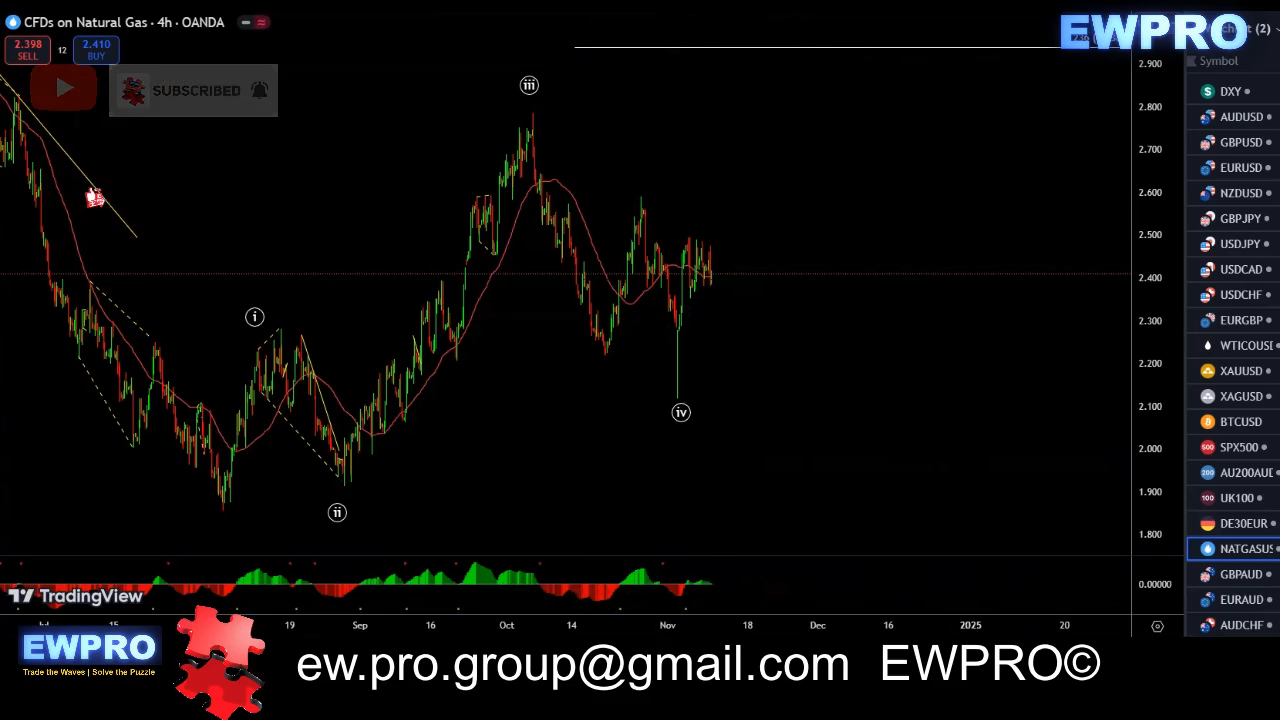 CFDs on Natural Gas · 4h · OANDA
2.398
SELL
12
2.410
BUY
EWPRO
(2)
Symbol
SUBSCRIBED
DXY
AUDUSD
GBPUSD
EURUSD
NZDUSD
GBPJPY
USDJPY
USDCAD
USDCHF
EURGBP
WTICOUSD
XAUUSD
XAGUSD
BTCUSD
SPX500
AU200AUD
UK100
DE30EUR
NATGASUS
GBPAUD
EURAUD
AUDCHF
2.900
2.800
2.700
2.600
2.500
2.400
2.300
2.200
2.100
2.000
1.900
1.800
0.00000
iii
i
iv
ii
TradingView
Jul 15 19 Sep 16 Oct 14 Nov 18 Dec 16 2025 20
EWPRO
Trade the Waves | Solve the Puzzle
ew.pro.group@gmail.com EWPRO©